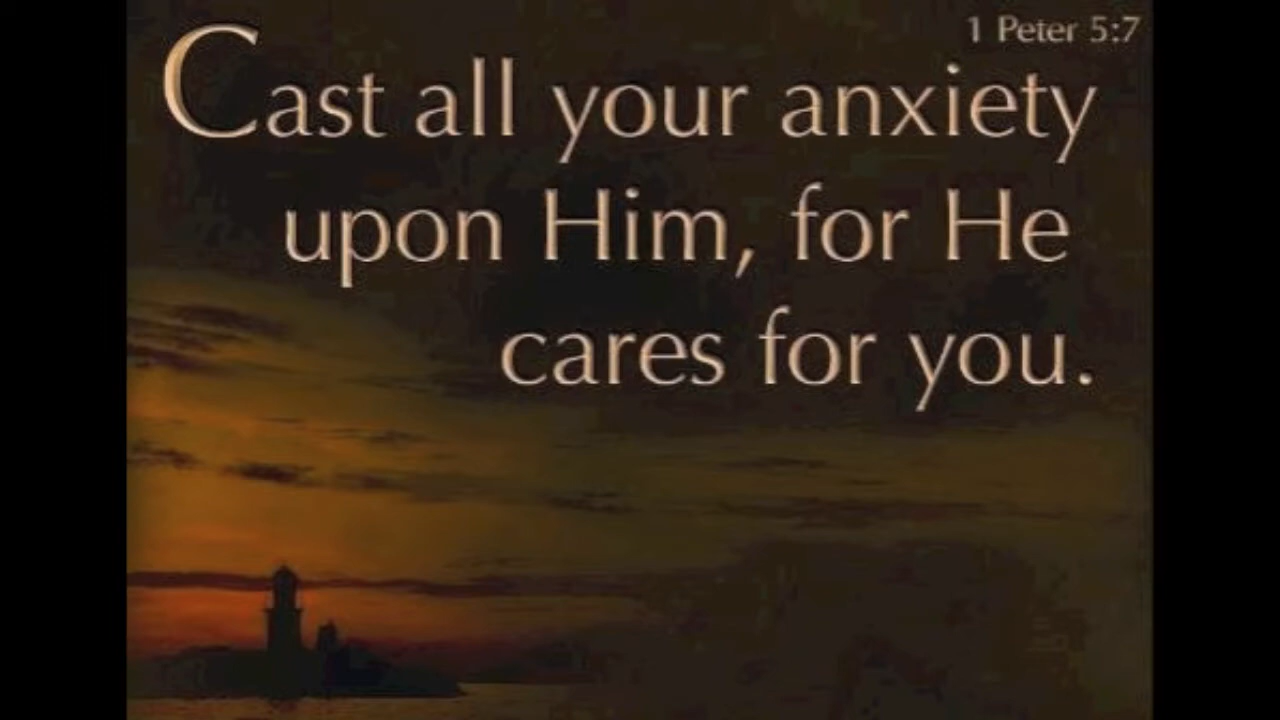 1 Peter 5:7
Cast all your anxiety
upon Him, for He
cares for you.